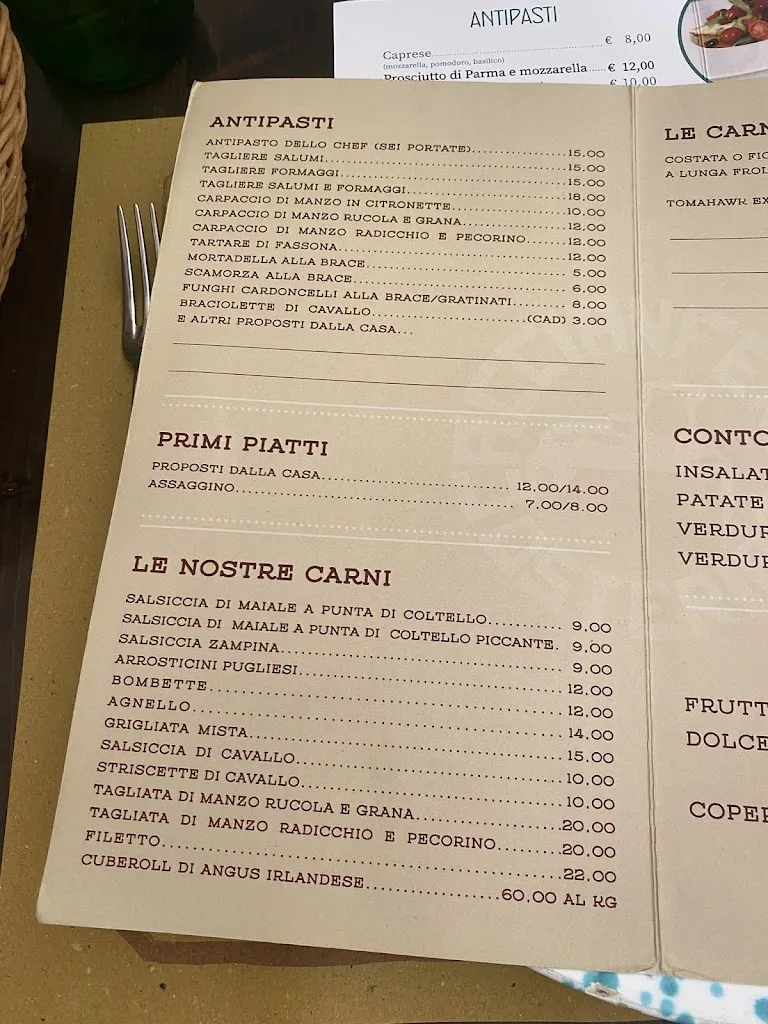 ANTIPASTI
Caprese........ € 8,00
(mozzarella, pomodoro, basilico)
Prosciutto di Parma e mozzarella..... € 12,00
€ 10,00
ANTIPASTI
ANTIPASTO DELLO CHEF (SEI PORTATE)................15.00
TAGLIERE SALUMI........15.00
TAGLIERE FORMAGGI........15.00
TAGLIERE SALUMI E FORMAGGI........18.00
CARPACCIO DI MANZO IN CITRONETTE........10.00
CARPACCIO DI MANZO RUCOLA E GRANA........12.00
CARPACCIO DI MANZO RADICCHIO E PECORINO.......12.00
TARTARE DI FASSONA........12.00
MORTADELLA ALLA BRACE........5.00
SCAMORZA ALLA BRACE........6.00
FUNGHI CARDONCELLI ALLA BRACE/GRATINATI........8.00
BRACIOLETTE DI CAVALLO........(CAD) 3.00
E ALTRI PROPOSTI DALLA CASA...
PRIMI PIATTI
PROPOSTI DALLA CASA........ 12.00/14.00
ASSAGGINO........ 7.00/8.00
LE NOSTRE CARNI
SALSICCIA DI MAIALE A PUNTA DI COLTELLO.......... 9.00
SALSICCIA DI MAIALE A PUNTA DI COLTELLO PICCANTE. 9.00
SALSICCIA ZAMPINA........ 9.00
ARROSTICINI PUGLIESI........12.00
BOMBETTE........12.00
AGNELLO........14.00
GRIGLIATA MISTA........15.00
SALSICCIA DI CAVALLO........10.00
STRISCETTE DI CAVALLO........10.00
TAGLIATA DI MANZO RUCOLA E GRANA........20.00
TAGLIATA DI MANZO RADICCHIO E PECORINO........20.00
FILETTO........22.00
CUBEROLL DI ANGUS IRLANDESE........60.00 AL KG
LE CARN
COSTATA O FIO
A LUNGA FROL
TOMAHAWK EX
CONTO
INSALAT
PATATE
VERDUR
VERDUR
FRUTT
DOLCE
COPER